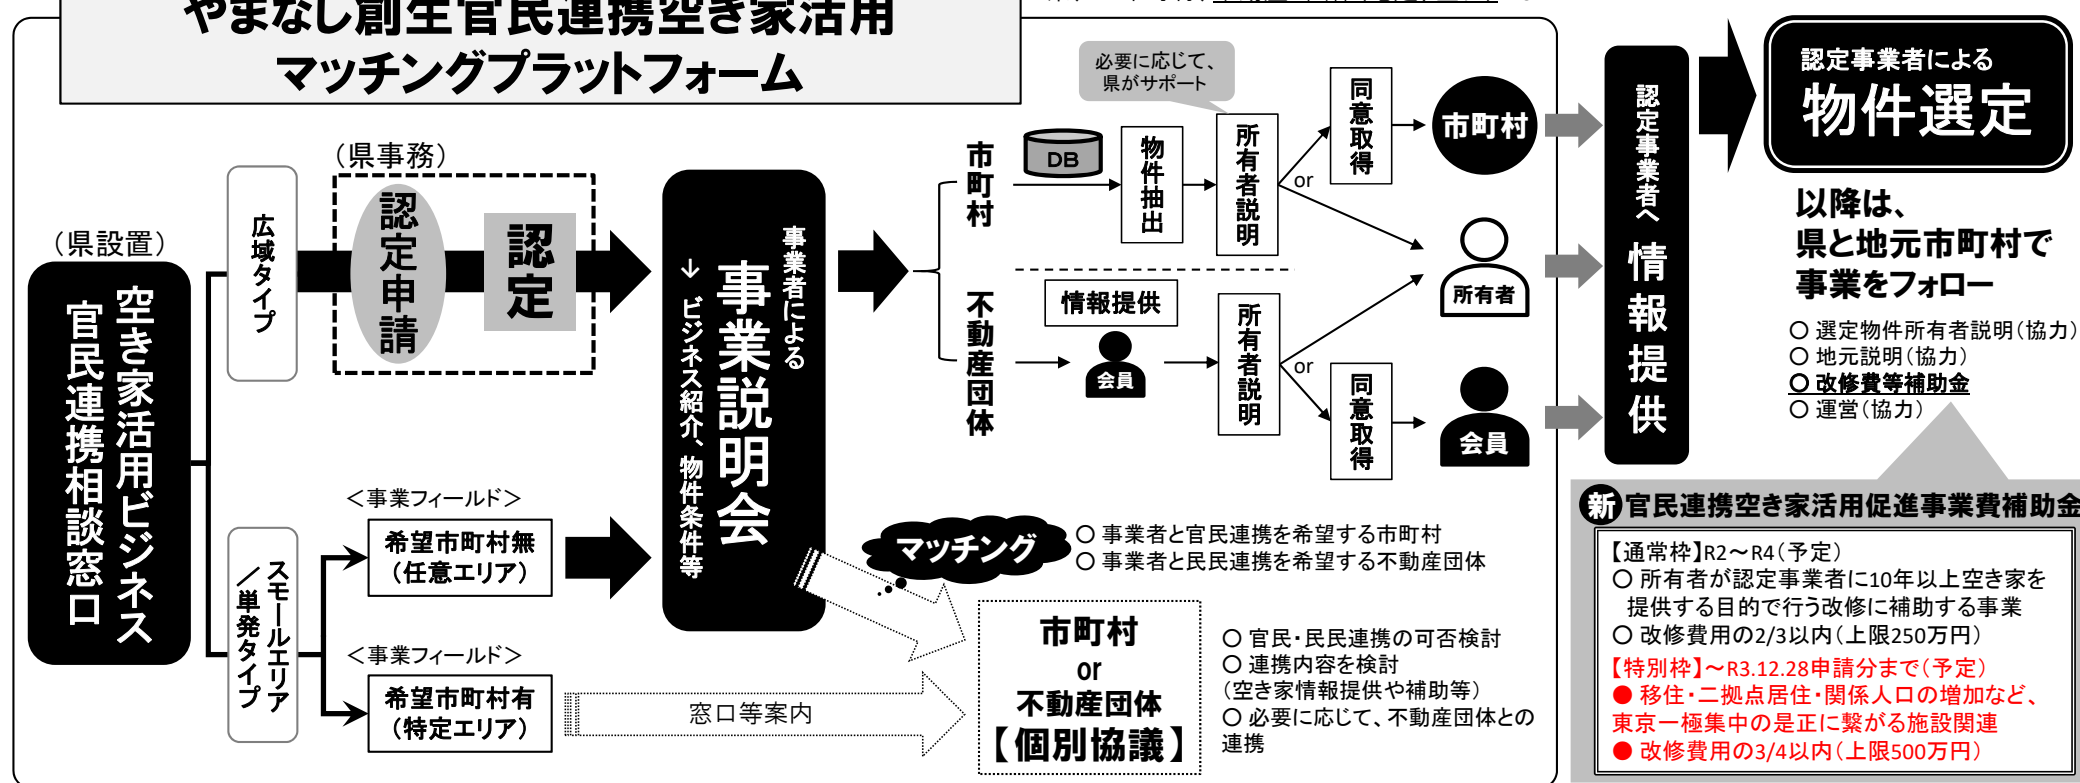 やまなし創生官民連携空き家活用
マッチングプラットフォーム
(県設置)
空き家活用ビジネス
官民連携相談窓口
広域タイプ
(県事務)
認定申請
認定
スモールエリア
／単発タイプ
＜事業フィールド＞
希望市町村無
(任意エリア)
＜事業フィールド＞
希望市町村有
(特定エリア)
事業者による
事業説明会
↓ ビジネス紹介、物件条件等
市町村
DB
物件抽出
必要に応じて、
県がサポート
所有者説明
or
同意取得
市町村
所有者
不動産団体
情報提供
会員
所有者説明
or
同意取得
会員
マッチング
〇 事業者と官民連携を希望する市町村
〇 事業者と民民連携を希望する不動産団体
窓口等案内
市町村
or
不動産団体
【個別協議】
〇 官民・民民連携の可否検討
〇 連携内容を検討
(空き家情報提供や補助等)
〇 必要に応じて、不動産団体との
連携
認定事業者へ
情報提供
認定事業者による
物件選定
以降は、
県と地元市町村で
事業をフォロー
〇 選定物件所有者説明(協力)
〇 地元説明(協力)
〇 改修費等補助金
〇 運営(協力)
新 官民連携空き家活用促進事業費補助金
【通常枠】R2～R4(予定)
〇 所有者が認定事業者に10年以上空き家を
提供する目的で行う改修に補助する事業
〇 改修費用の2/3以内(上限250万円)
【特別枠】～R3.12.28申請分まで(予定)
● 移住・二拠点居住・関係人口の増加など、
東京一極集中の是正に繋がる施設関連
● 改修費用の3/4以内(上限500万円)